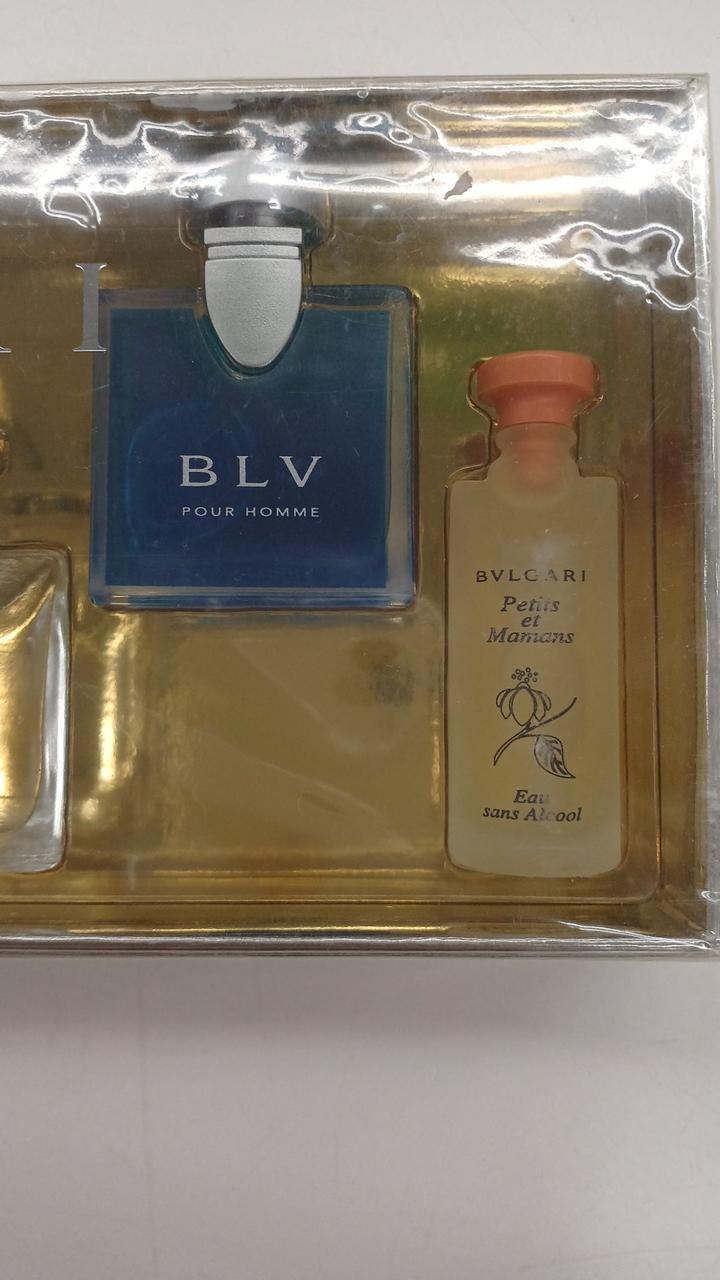 I
BLV
POUR HOMME
BVLGARI
Petits
et
Mamans
Eau
sans Alcool